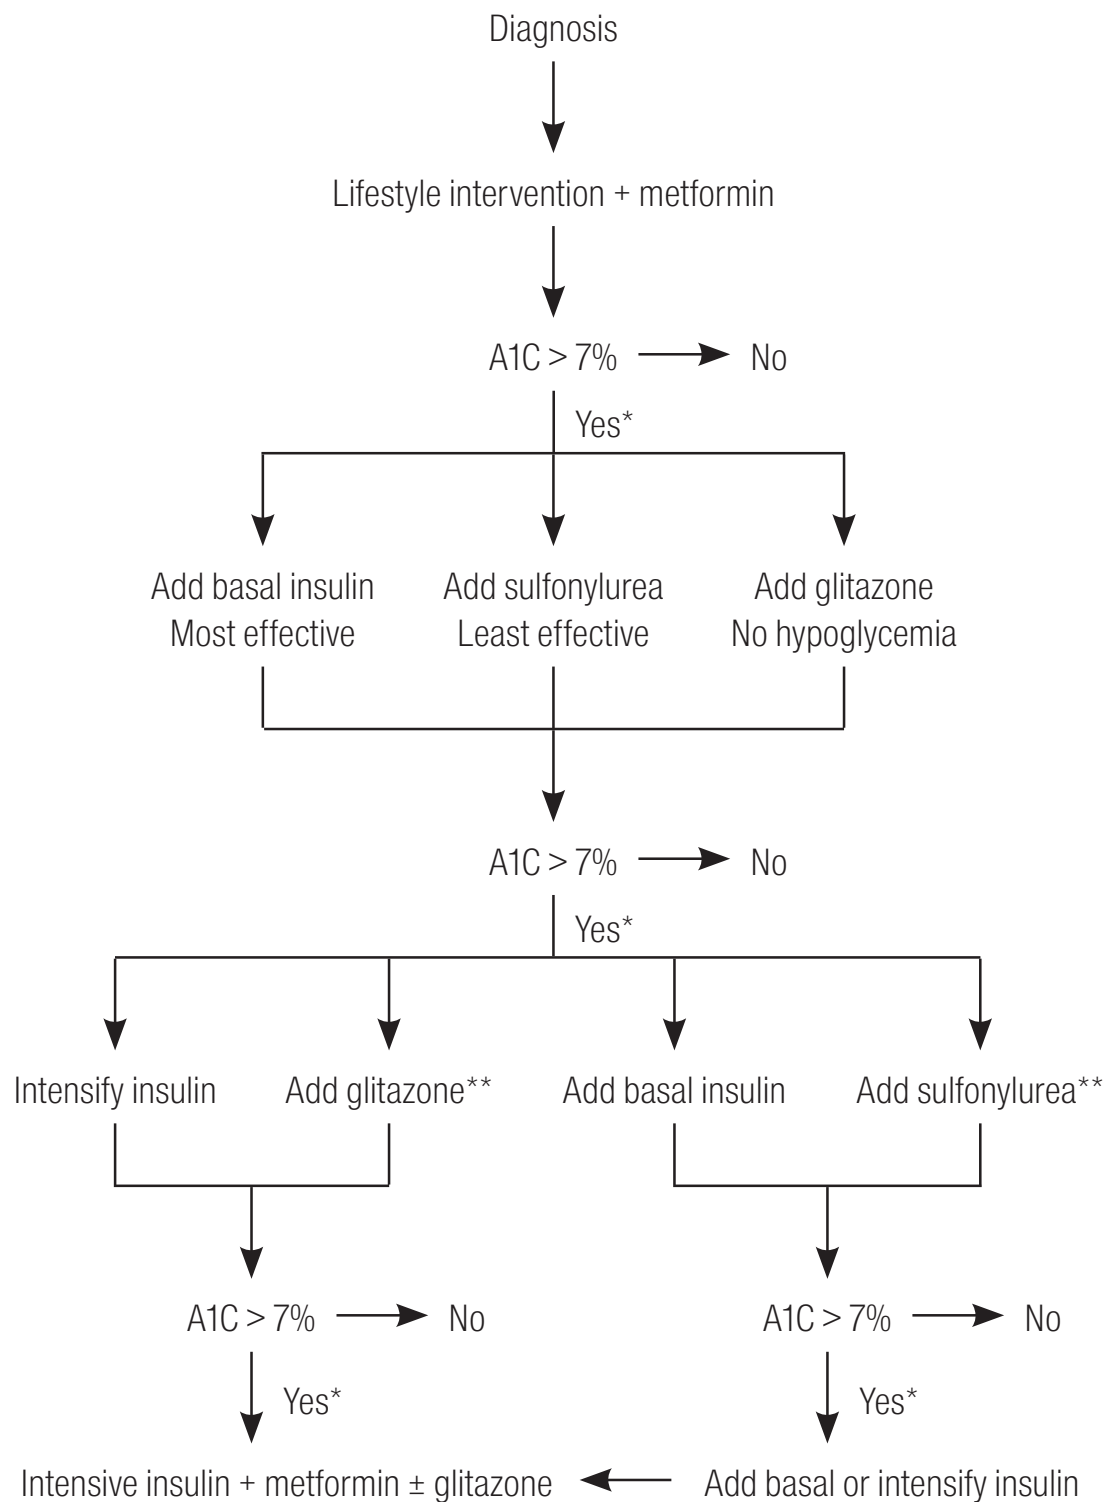 Diagnosis
Lifestyle intervention + metformin
A1C > 7%
No
Yes*
Add basal insulin
Most effective
Add sulfonylurea
Least effective
Add glitazone
No hypoglycemia
A1C > 7%
No
Yes*
Intensify insulin
Add glitazone**
Add basal insulin
Add sulfonylurea**
A1C > 7%
No
Yes*
A1C > 7%
No
Yes*
Intensive insulin + metformin ± glitazone
Add basal or intensify insulin